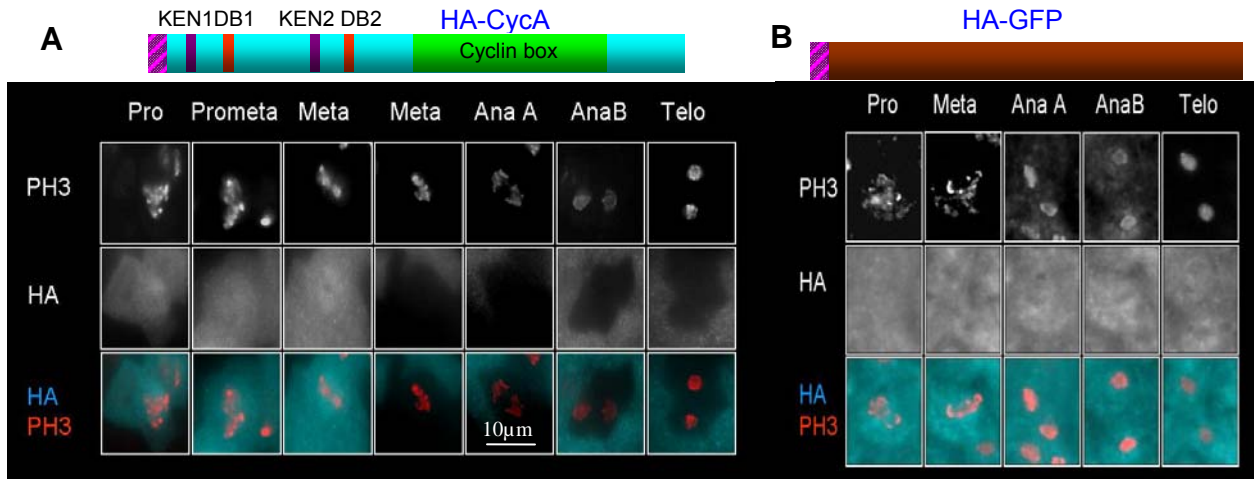 A
KEN1DB1 KEN2 DB2 HA-CycA
Cyclin box
Pro Prometa Meta Meta Ana A AnaB Telo
PH3
HA
HA
PH3
10µm
B
HA-GFP
Pro Meta Ana A AnaB Telo
PH3
HA
HA
PH3